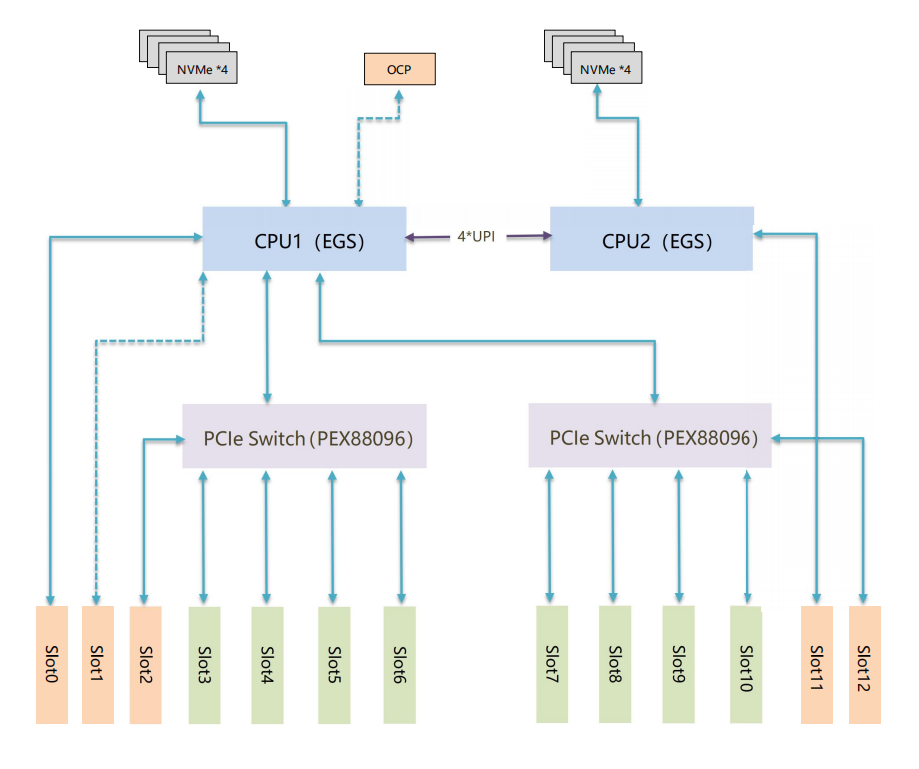 NVMe *4
OCP
NVMe *4
CPU1（EGS）
4*UPI
CPU2（EGS）
PCIe Switch（PEX88096）
PCIe Switch（PEX88096）
Slot0
Slot1
Slot2
Slot3
Slot4
Slot5
Slot6
Slot7
Slot8
Slot9
Slot10
Slot11
Slot12